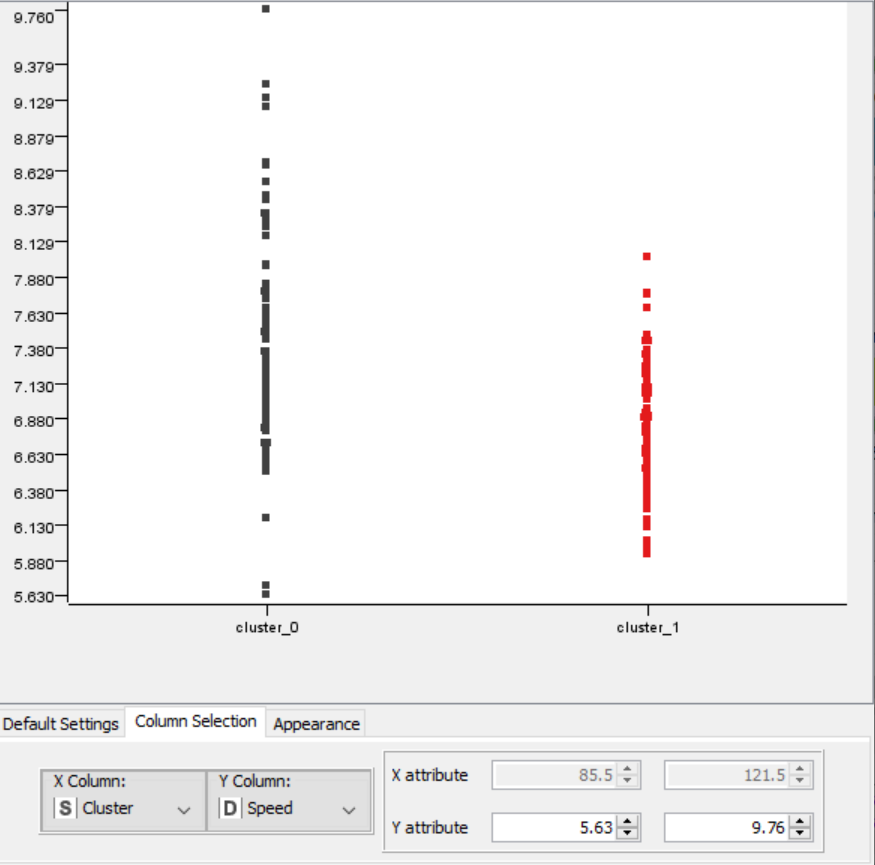 9.760
9.379
9.129
8.879
8.629
8.379
8.129
7.880
7.630
7.380
7.130
6.880
6.630
6.380
6.130
5.880
5.630
cluster_0 cluster_1
Default Settings Column Selection Appearance
X Column: Y Column:
S Cluster D Speed
X attribute 85.5 121.5
Y attribute 5.63 9.76